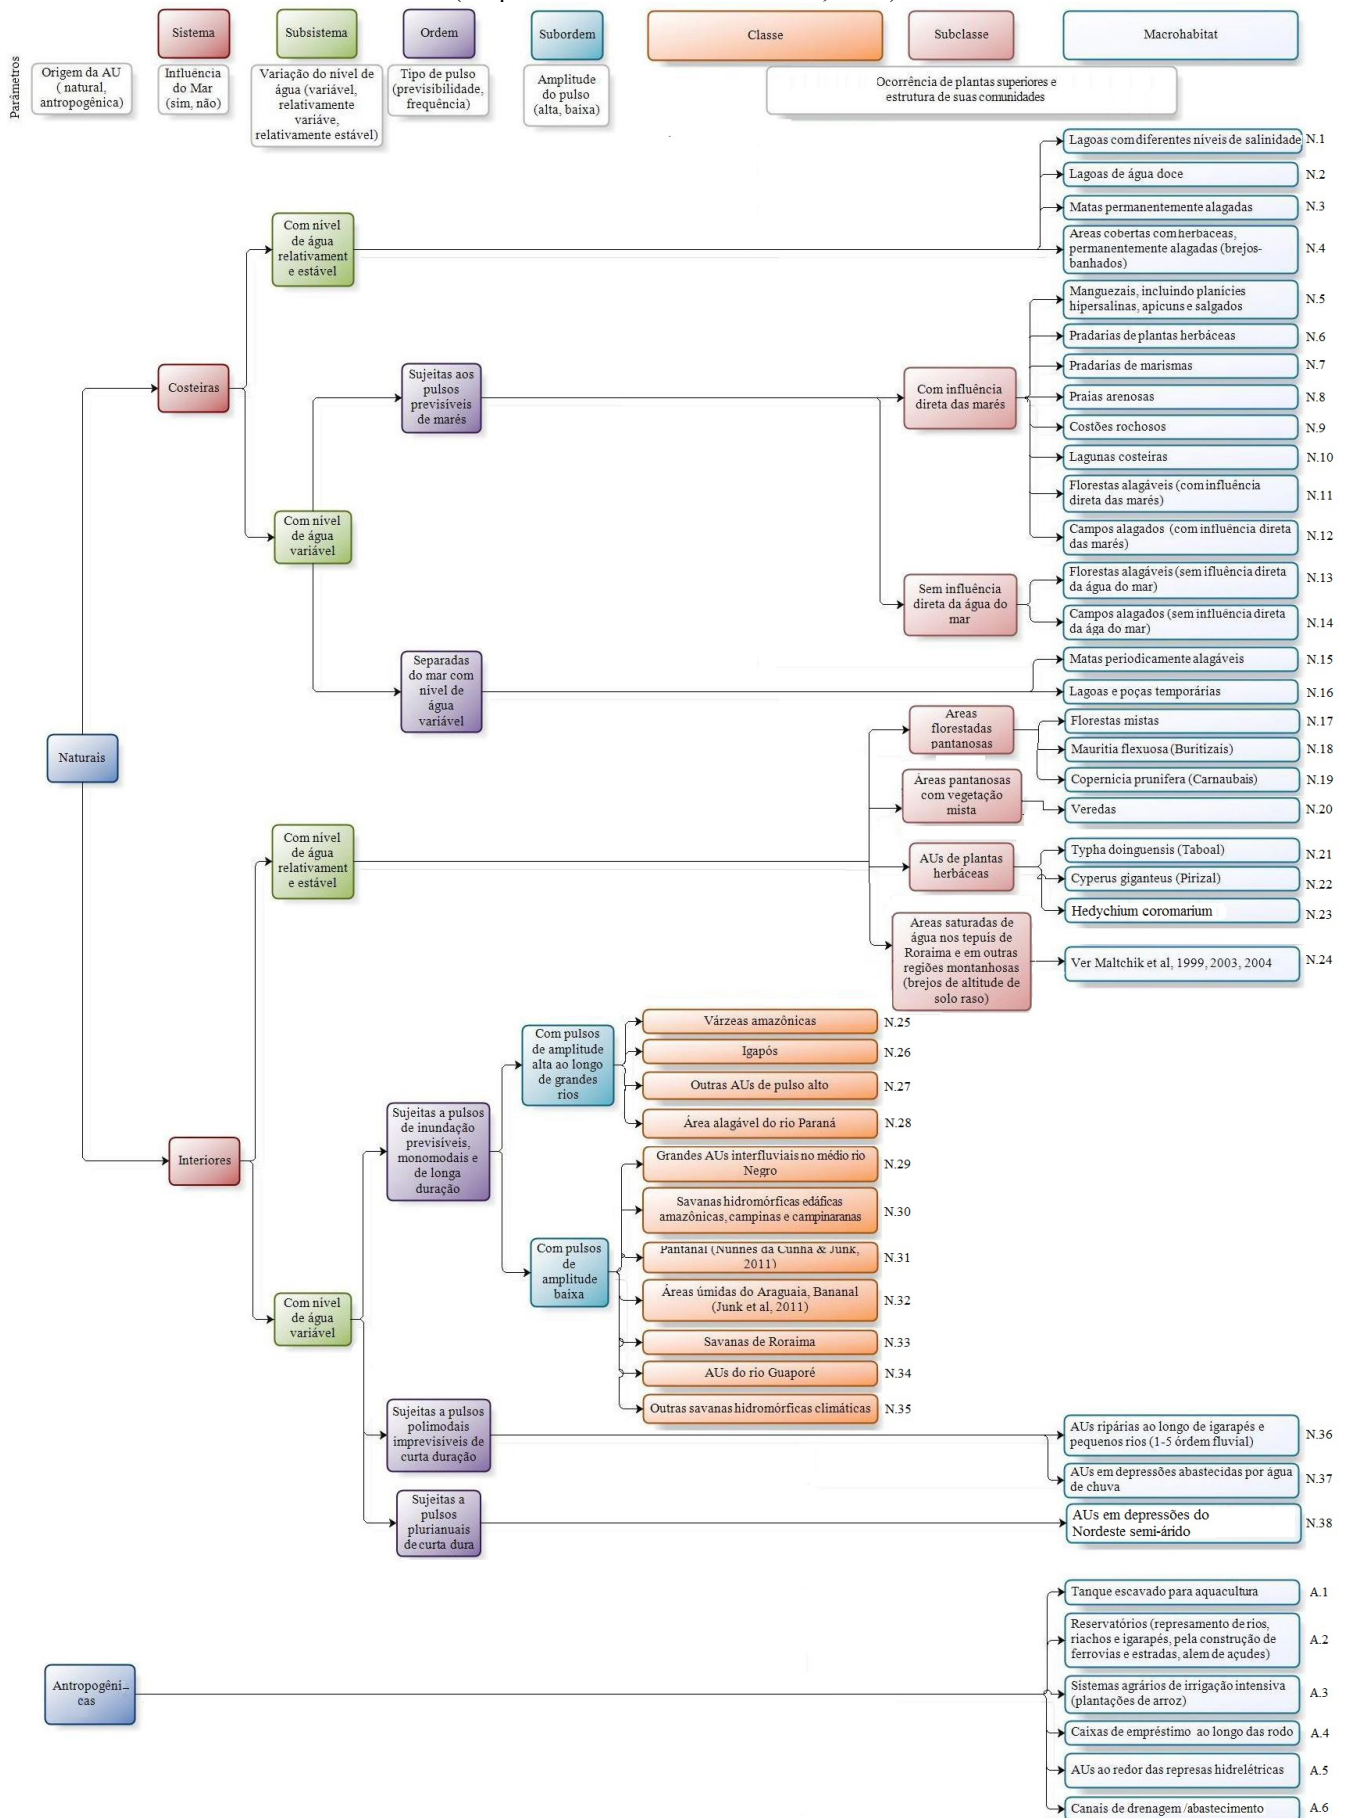 Sistema
Subsistema
Ordem
Subordem
Classe
Subclasse
Macrohabitat
Parâmetros
Origem da AU
( natural,
antropogênica)
Influência
do Mar
(sim, não)
Variação do nível de
água (variável,
relativamente
variáve,
relativamente estável)
Tipo de pulso
(previsibilidade,
frequência)
Amplitude
do pulso
(alta, baixa)
Ocorrência de plantas superiores e
estrutura de suas comunidades
Lagoas com diferentes níveis de salinidade N.1
Lagoas de água doce N.2
Matas permanentemente alagadas N.3
Com nível
de água
relativament
e estável
Areas cobertas com herbáceas,
permanentemente alagadas (brejos-
banhados)
N.4
Manguezais, incluindo planícies
hipersalinas, apicuns e salgados
N.5
Pradarias de plantas herbáceas N.6
Pradarias de marismas N.7
Costeiras
Sujeitas aos
pulsos
previsíveis
de marés
Com influência
direta das marés
Praias arenosas N.8
Costões rochosos N.9
Lagunas costeiras N.10
Florestas alagáveis (com influência
direta das marés)
N.11
Com nível
de água
variável
Campos alagados (com influência direta
das marés)
N.12
Florestas alagáveis (sem ifluência direta
da água do mar)
N.13
Sem influência
direta da água do
mar
Campos alagados (sem influência direta
da ága do mar)
N.14
Separadas
do mar com
nível de
água
variável
Matas periodicamente alagáveis N.15
Lagoas e poças temporárias N.16
Naturais
Areas
florestadas
pantanosas
Florestas mistas N.17
Mauritia flexuosa (Buritizais) N.18
Copernicia prunifera (Carnaubais) N.19
Áreas pantanosas
com vegetação
mista
Veredas N.20
Com nível
de água
relativament
e estável
AUs de plantas
herbáceas
Typha doinguensis (Taboal) N.21
Cyperus giganteus (Pirizal) N.22
Hedychium coromarium N.23
Areas saturadas de
água nos tepuis de
Roraima e em outras
regiões montanhosas
(brejos de altitude de
solo raso)
Ver Maltchik et al, 1999, 2003, 2004 N.24
Com pulsos
de amplitude
alta ao longo
de grandes
rios
Várzeas amazônicas N.25
Igapós N.26
Outras AUs de pulso alto N.27
Área alagável do rio Paraná N.28
Interiores
Sujeitas a pulsos
de inundação
previsíveis,
monomodais e
de longa
duração
Grandes AUs interfluviais no médio rio
Negro
N.29
Savanas hidromórficas edáficas
amazônicas, campinas e campinaranas
N.30
Com pulsos
de
amplitude
baixa
Pantanal (Nunnes da Cunha & Junk,
2011)
N.31
Áreas úmidas do Araguaia, Bananal
(Junk et al, 2011)
N.32
Com nível
de água
variável
Savanas de Roraima N.33
AUs do rio Guaporé N.34
Outras savanas hidromórficas climáticas N.35
Sujeitas a pulsos
polimodais
imprevisíveis de
curta duração
AUs ripárias ao longo de igarapés e
pequenos rios (1-5 órdem fluvial)
N.36
AUs em depressões abastecidas por água
de chuva
N.37
Sujeitas a
pulsos
plurianuais
de curta dura
AUs em depressões do
Nordeste semi-árido
N.38
Antropogêni-
cas
Tanque escavado para aquacultura A.1
Reservatórios (represamento de rios,
riachos e igarapés, pela construção de
ferrovias e estradas, alem de açudes)
A.2
Sistemas agrários de irrigação intensiva
(plantações de arroz)
A.3
Caixas de empréstimo ao longo das rodo A.4
AUs ao redor das represas hidrelétricas A.5
Canais de drenagem /abastecimento A.6